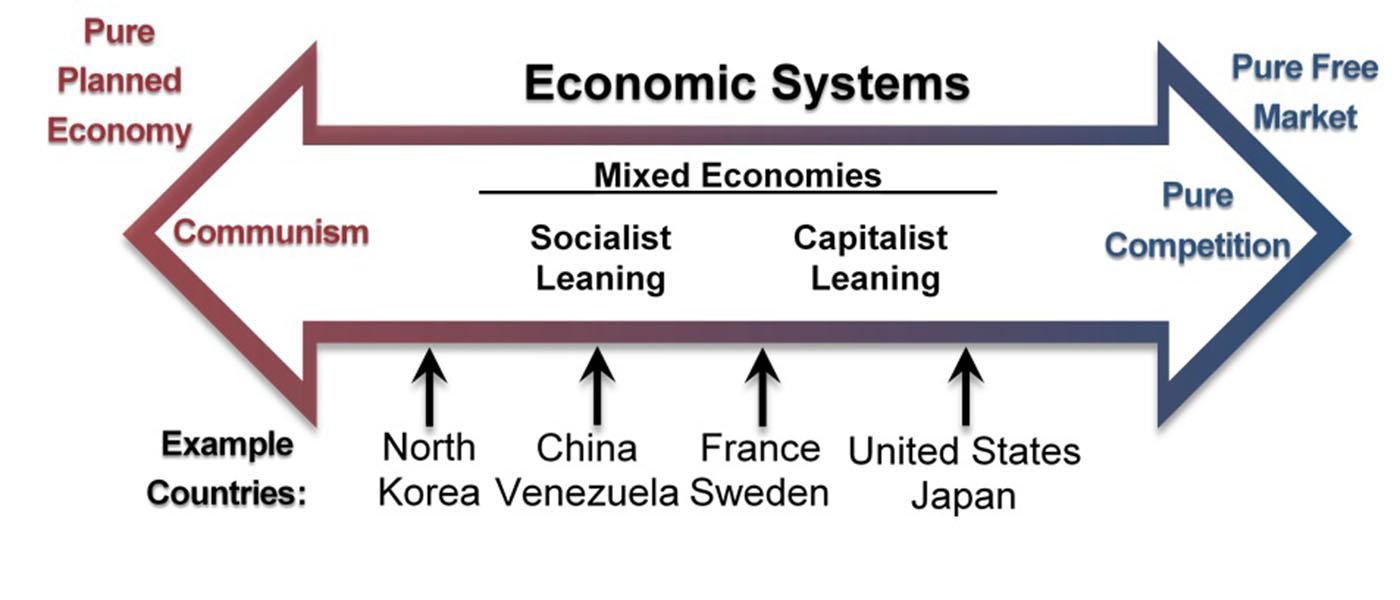 Pure
Planned
Economy
Economic Systems
Pure Free
Market
Mixed Economies
Communism
Socialist
Leaning
Capitalist
Leaning
Pure
Competition
Example
Countries:
North
Korea
China
Venezuela
France
Sweden
United States
Japan